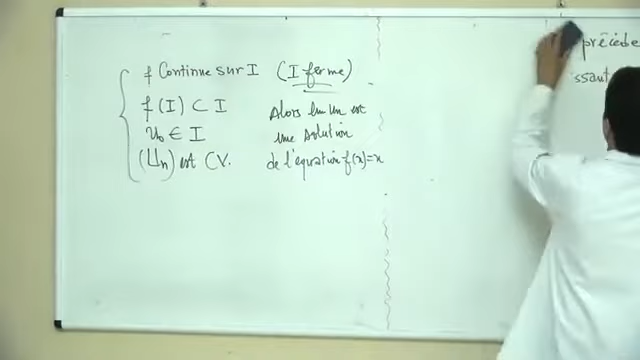 f Continue sur I (I fermé)
f(I) ⊂ I Alors lim Un est
U₀ ∈ I une solution
(Un) est CV. de l'équation f(x)=x
précéde
ssaut